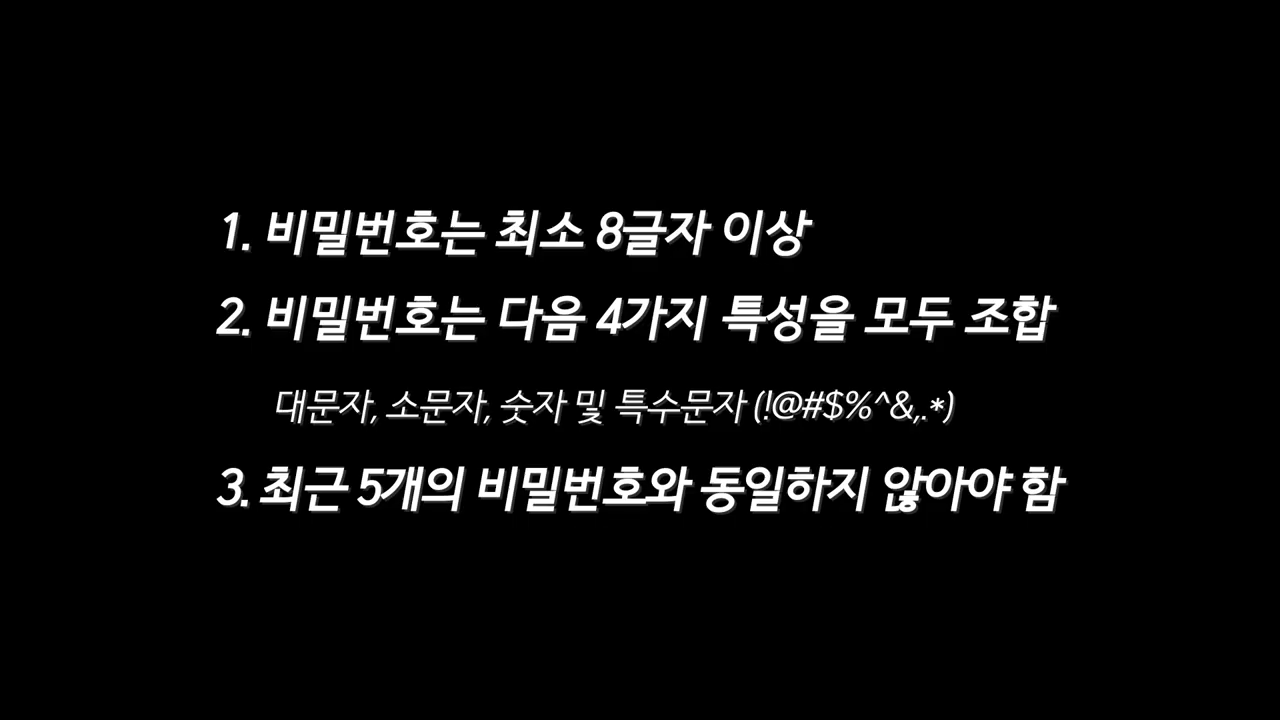 1. 비밀번호는 최소 8글자 이상
2. 비밀번호는 다음 4가지 특성을 모두 조합
대문자, 소문자, 숫자 및 특수문자 (!@#$%^&,.*)
3. 최근 5개의 비밀번호와 동일하지 않아야 함